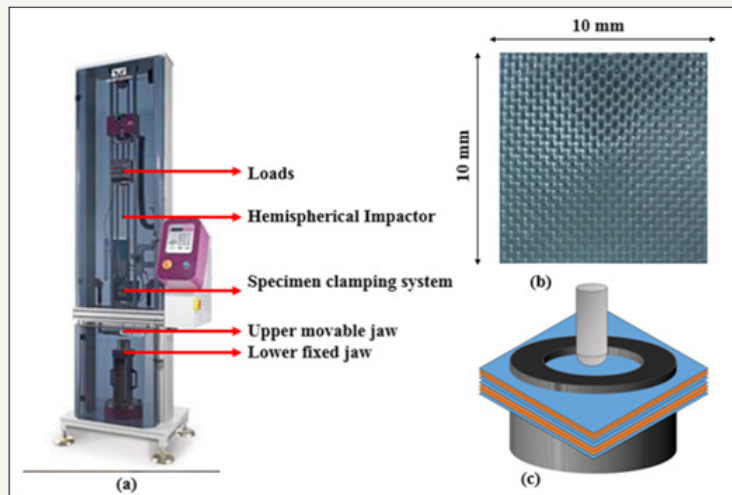 10 mm
10 mm
Loads
Hemispherical Impactor
Specimen clamping system
Upper movable jaw
Lower fixed jaw
(a)
(b)
(c)